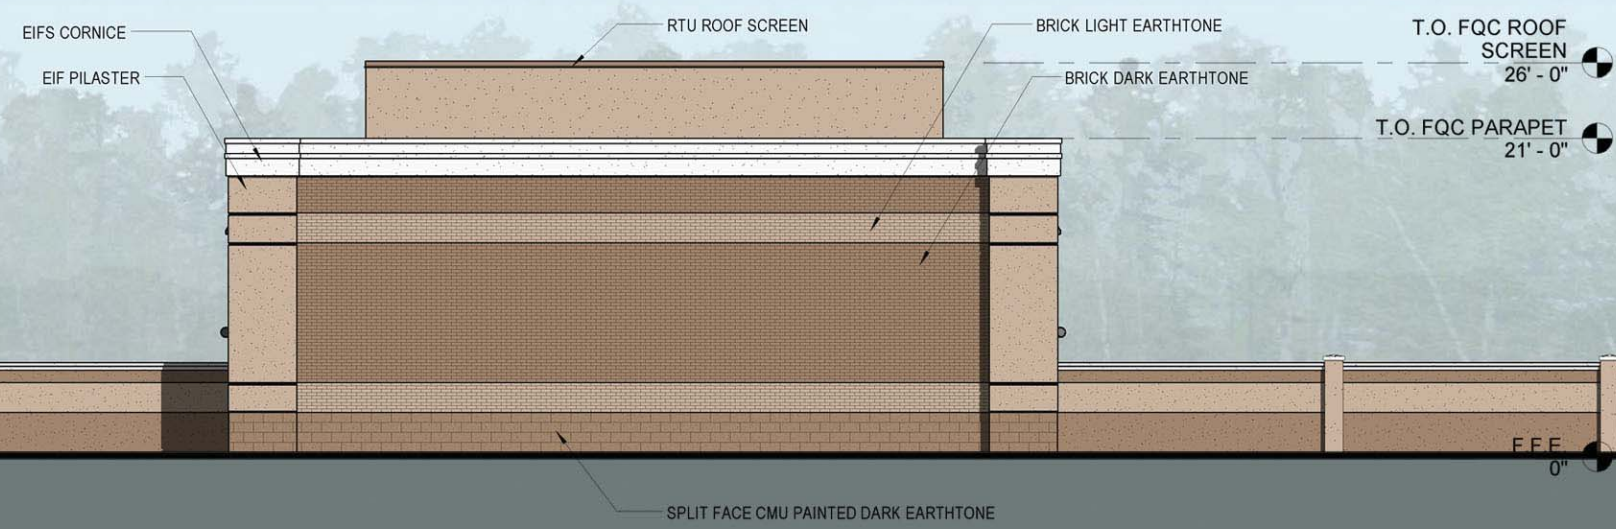 EIFS CORNICE
EIF PILASTER
RTU ROOF SCREEN
BRICK LIGHT EARTHTONE
BRICK DARK EARTHTONE
T.O. FQC ROOF
SCREEN
26' - 0"
T.O. FQC PARAPET
21' - 0"
F.F.E.
0"
SPLIT FACE CMU PAINTED DARK EARTHTONE